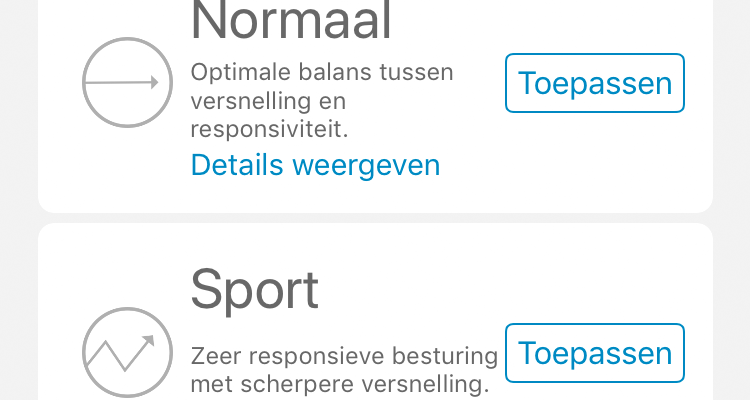 Normaal
Optimale balans tussen
versnelling en
responsiviteit.
Toepassen
Details weergeven
Sport
Zeer responsieve besturing
met scherpere versnelling.
Toepassen